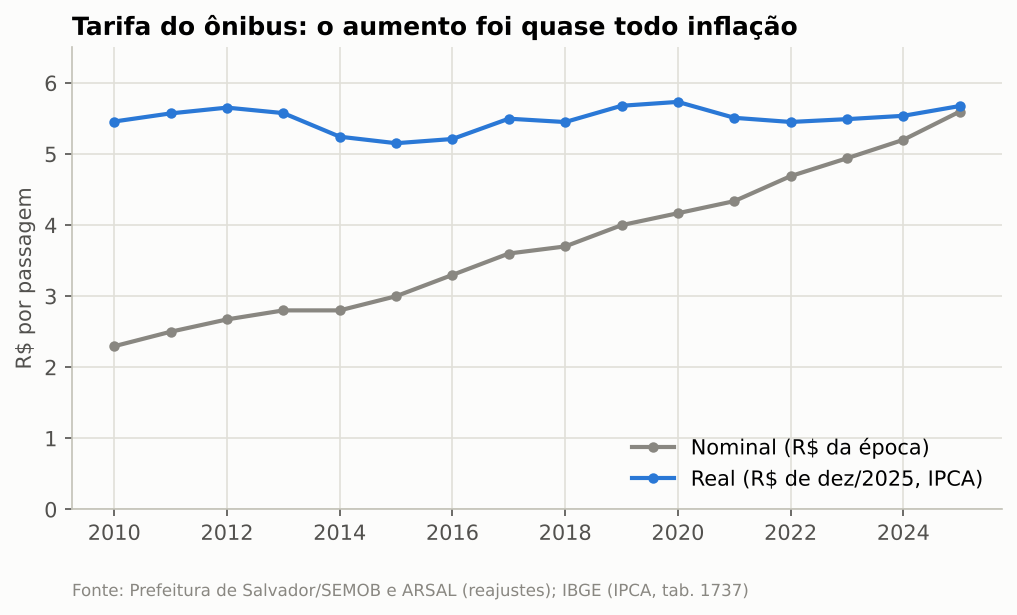 Tarifa do ônibus: o aumento foi quase todo inflação
R$ por passagem
6
5
4
3
2
1
0
Nominal (R$ da época)
Real (R$ de dez/2025, IPCA)
2010 2012 2014 2016 2018 2020 2022 2024
Fonte: Prefeitura de Salvador/SEMOB e ARSAL (reajustes); IBGE (IPCA, tab. 1737)